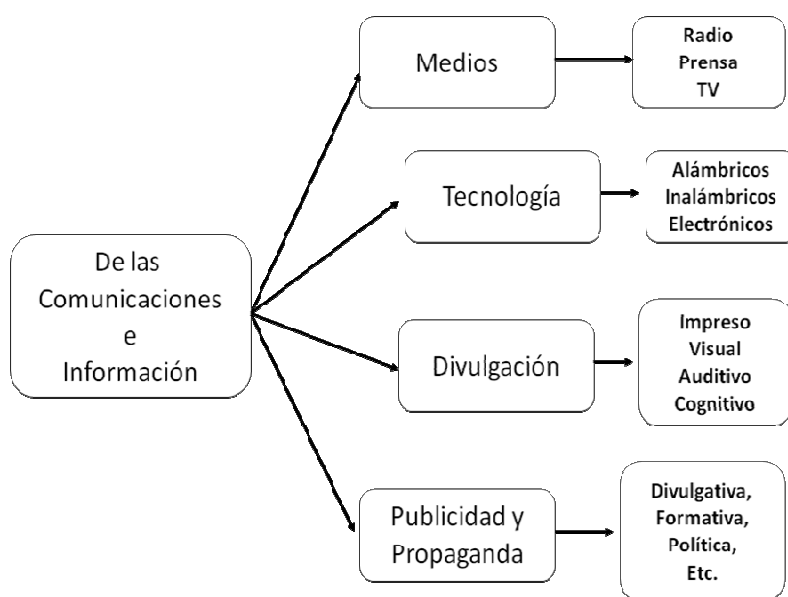 De las
Comunicaciones
e
Información
Medios
Radio
Prensa
TV
Tecnología
Alámbricos
Inalámbricos
Electrónicos
Divulgación
Impreso
Visual
Auditivo
Cognitivo
Publicidad y
Propaganda
Divulgativa,
Formativa,
Política,
Etc.